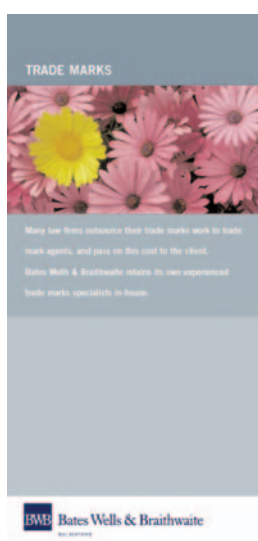 TRADE MARKS
Many law firms outsource their trade marks work to trade
mark agents, and pass on this cost to the client.
Bates Wells & Braithwaite retains its own experienced
trade marks specialists in-house.
BWB Bates Wells & Braithwaite
SOLICITORS